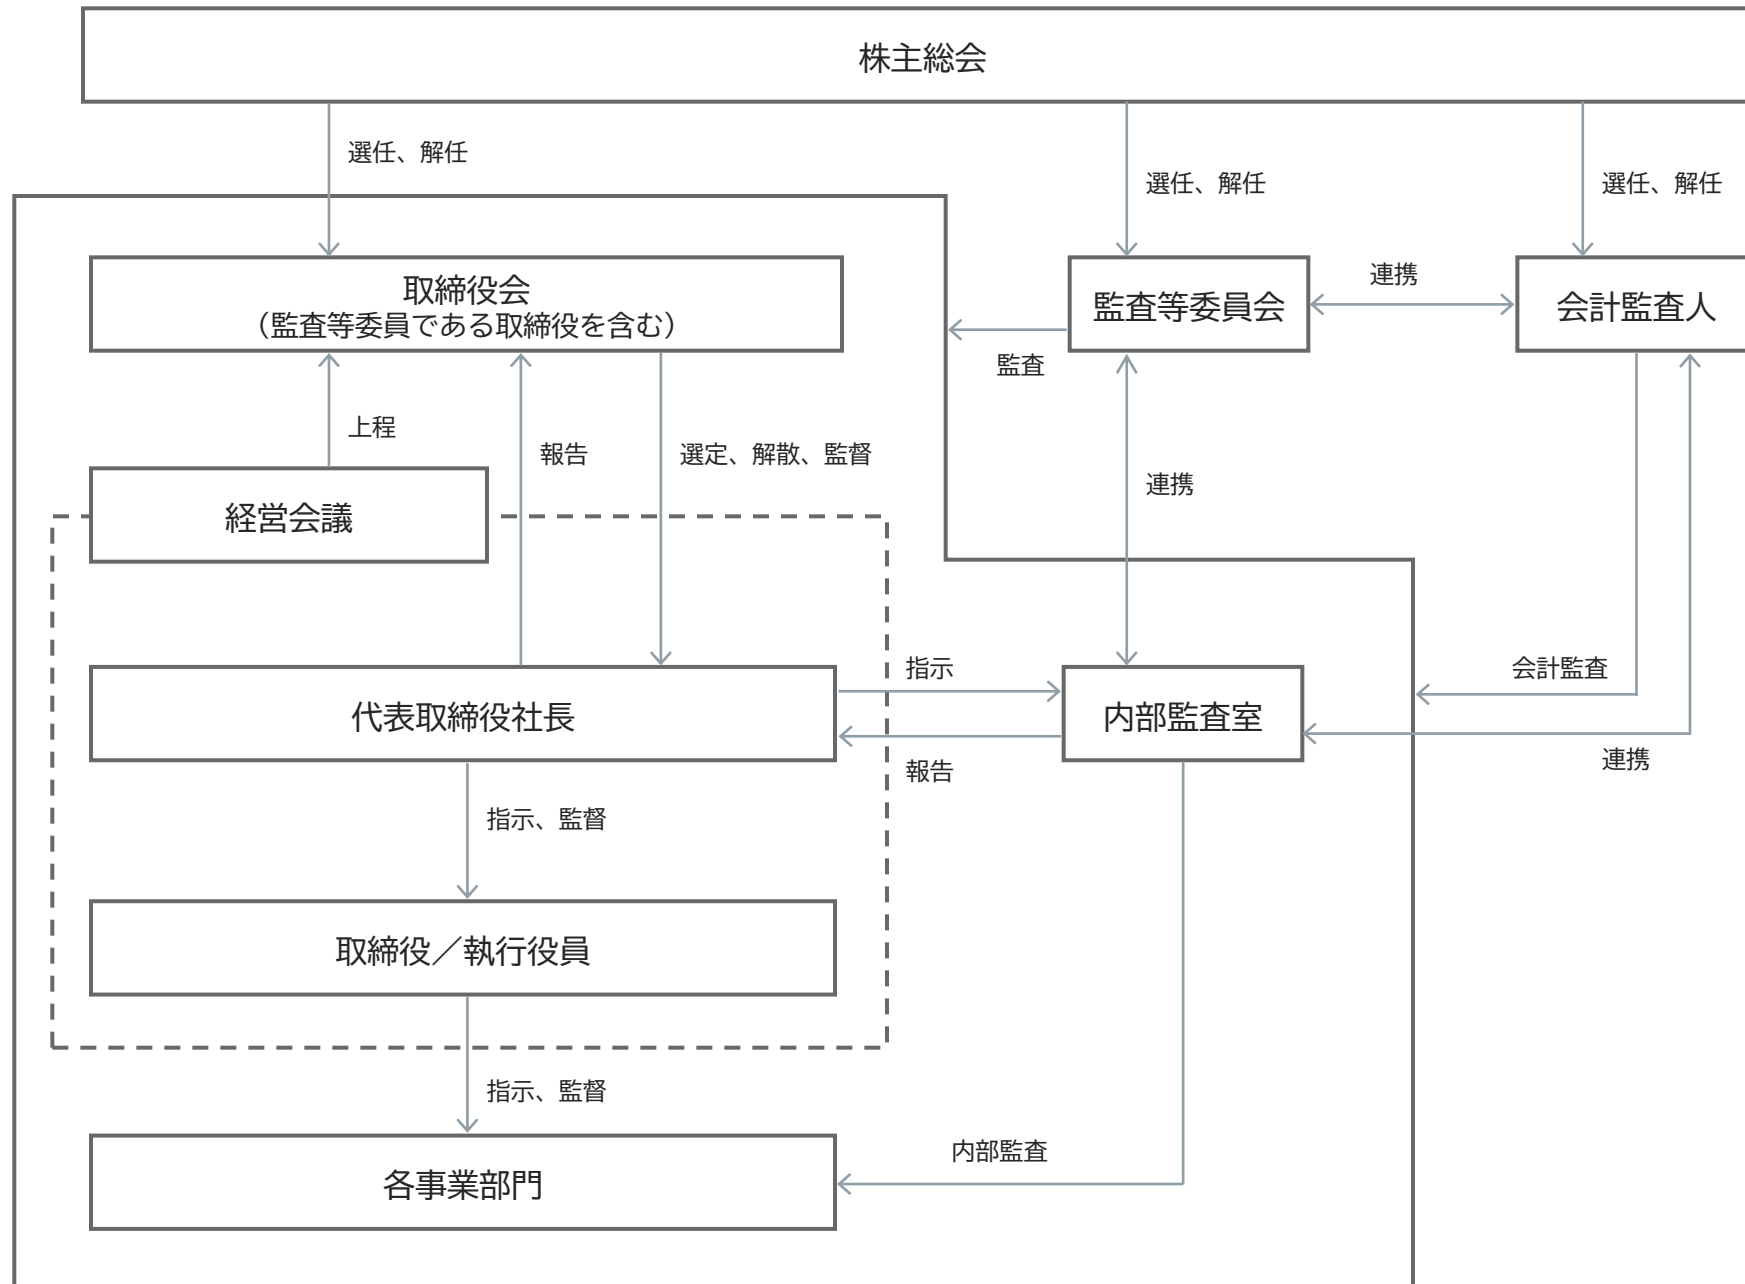 株主総会
選任、解任
選任、解任
選任、解任
取締役会
（監査等委員である取締役を含む）
監査等委員会
連携
会計監査人
監査
上程
報告
選定、解散、監督
連携
経営会議
代表取締役社長
指示
報告
内部監査室
会計監査
連携
指示、監督
取締役／執行役員
指示、監督
内部監査
各事業部門